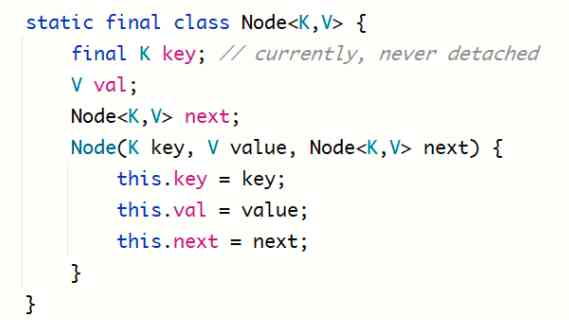 static final class Node<K,V> {
    final K key; // currently, never detached
    V val;
    Node<K,V> next;
    Node(K key, V value, Node<K,V> next) {
        this.key = key;
        this.val = value;
        this.next = next;
    }
}